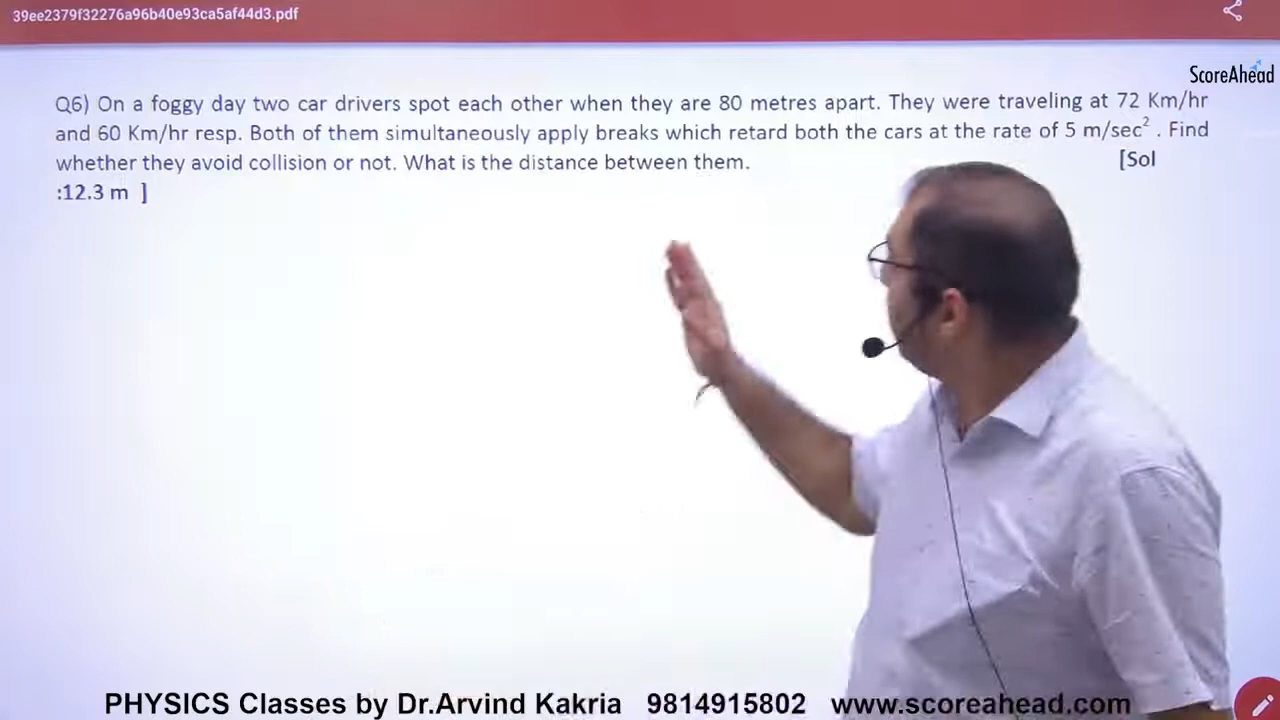 39ee2379f32276a96b40e93ca5af44d3.pdf
ScoreAhead
Q6) On a foggy day two car drivers spot each other when they are 80 metres apart. They were traveling at 72 Km/hr
and 60 Km/hr resp. Both of them simultaneously apply breaks which retard both the cars at the rate of 5 m/sec² . Find
whether they avoid collision or not. What is the distance between them. [Sol
:12.3 m ]
PHYSICS Classes by Dr.Arvind Kakria 9814915802 www.scoreahead.com